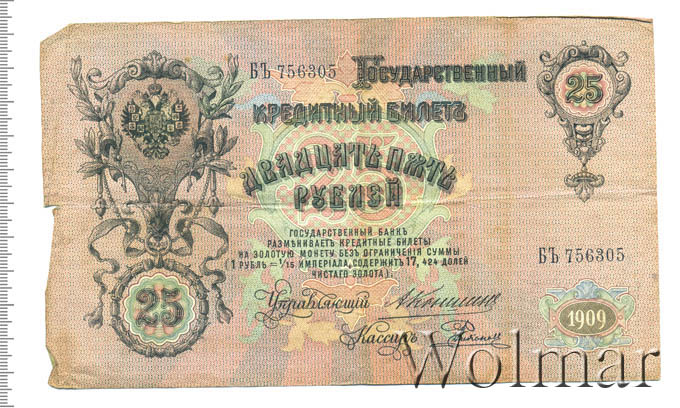 БЪ 756305 Государственный
25
кредитный билетъ
Двадцать пять
рублей
Государственный банкъ
размѣниваетъ кредитные билеты
на золотую монету безъ ограниченія суммы
(1 рубль = 1/15 имперіала, содержитъ 17,424 долей
чистаго золота).
БЪ 756305
25
Управляющій
Кассиръ
1909
Wolmar